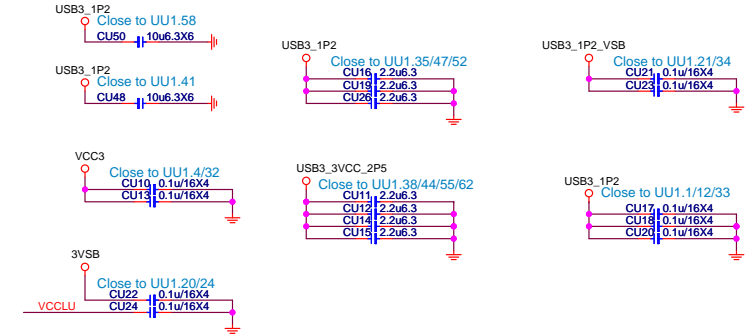 USB3_1P2
Close to UU1.58
CU50 10u6.3X6
USB3_1P2
Close to UU1.41
CU48 10u6.3X6
USB3_1P2
Close to UU1.35/47/52
CU16 2.2u6.3
CU19 2.2u6.3
CU26 2.2u6.3
USB3_1P2_VSB
Close to UU1.21/34
CU21 0.1u/16X4
CU23 0.1u/16X4
VCC3
Close to UU1.4/32
CU10 0.1u/16X4
CU13 0.1u/16X4
USB3_3VCC_2P5
Close to UU1.38/44/55/62
CU11 2.2u6.3
CU12 2.2u6.3
CU14 2.2u6.3
CU15 2.2u6.3
USB3_1P2
Close to UU1.1/12/33
CU17 0.1u/16X4
CU18 0.1u/16X4
CU20 0.1u/16X4
3VSB
Close to UU1.20/24
CU22 0.1u/16X4
VCCLU CU24 0.1u/16X4